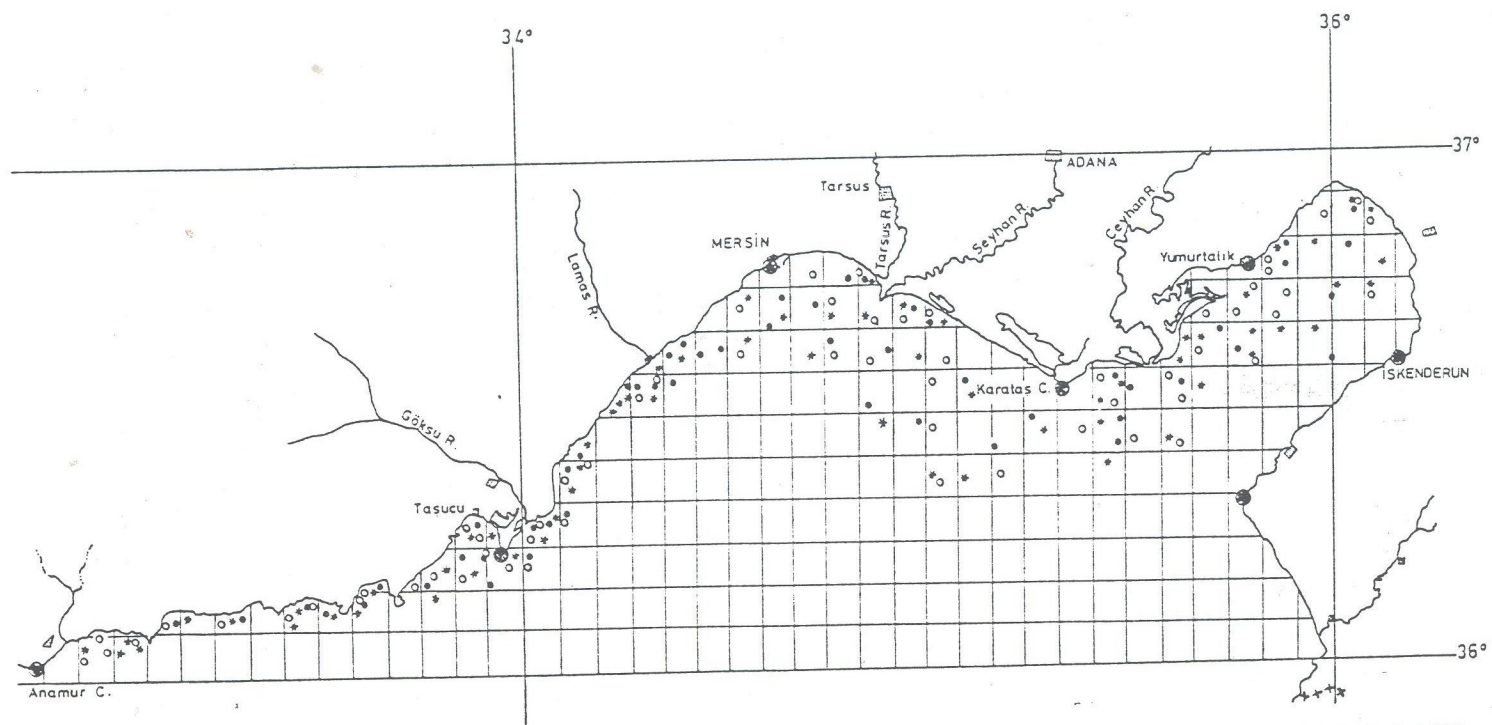 34°
36°
37°
ADANA
Tarsus
Tarsus R.
Seyhan R.
Ceyhan R.
MERSİN
Yumurtalık
Lamas R.
İSKENDERUN
Karataş C.
Göksu R.
Taşucu
36°
Anamur C.